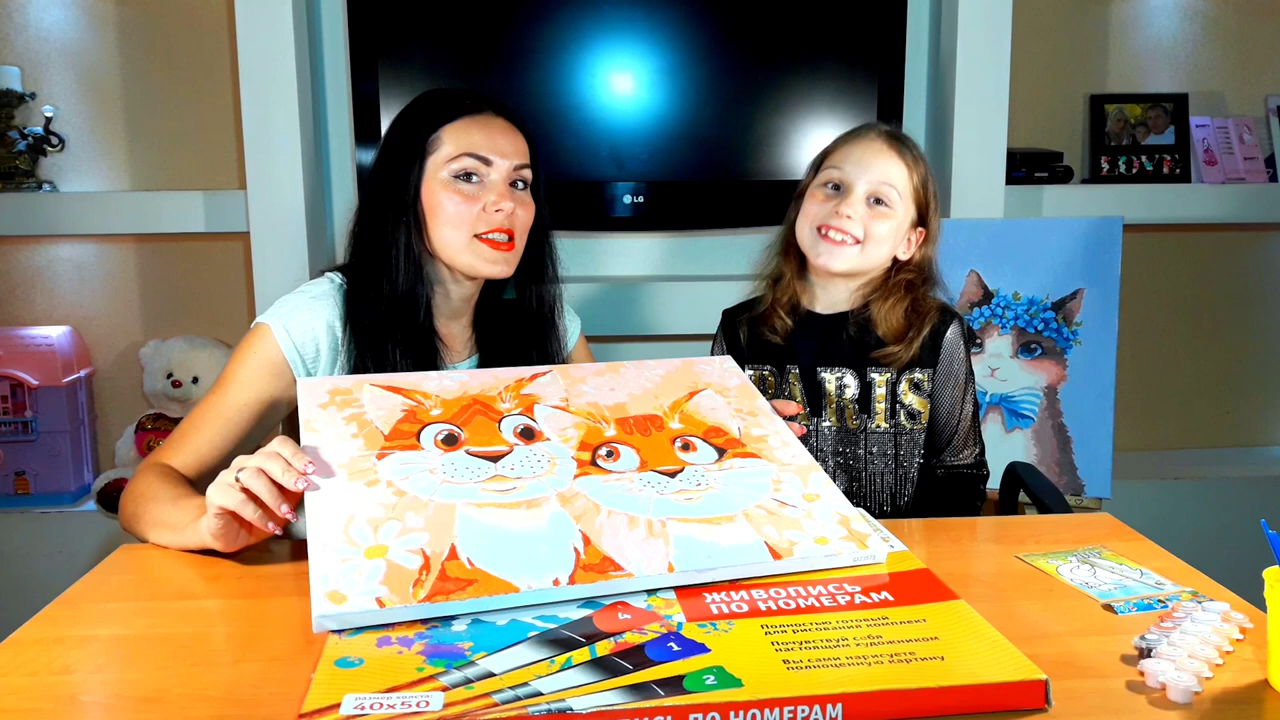 LG
LOVE
PARIS
ЖИВОПИСЬ
ПО НОМЕРАМ
Полностью готовый
для рисования комплект
Почувствуй себя
настоящим художником
Вы сами нарисуете
полноценную картину
4
1
2
размер холста:
40x50
ПО НОМЕРАМ